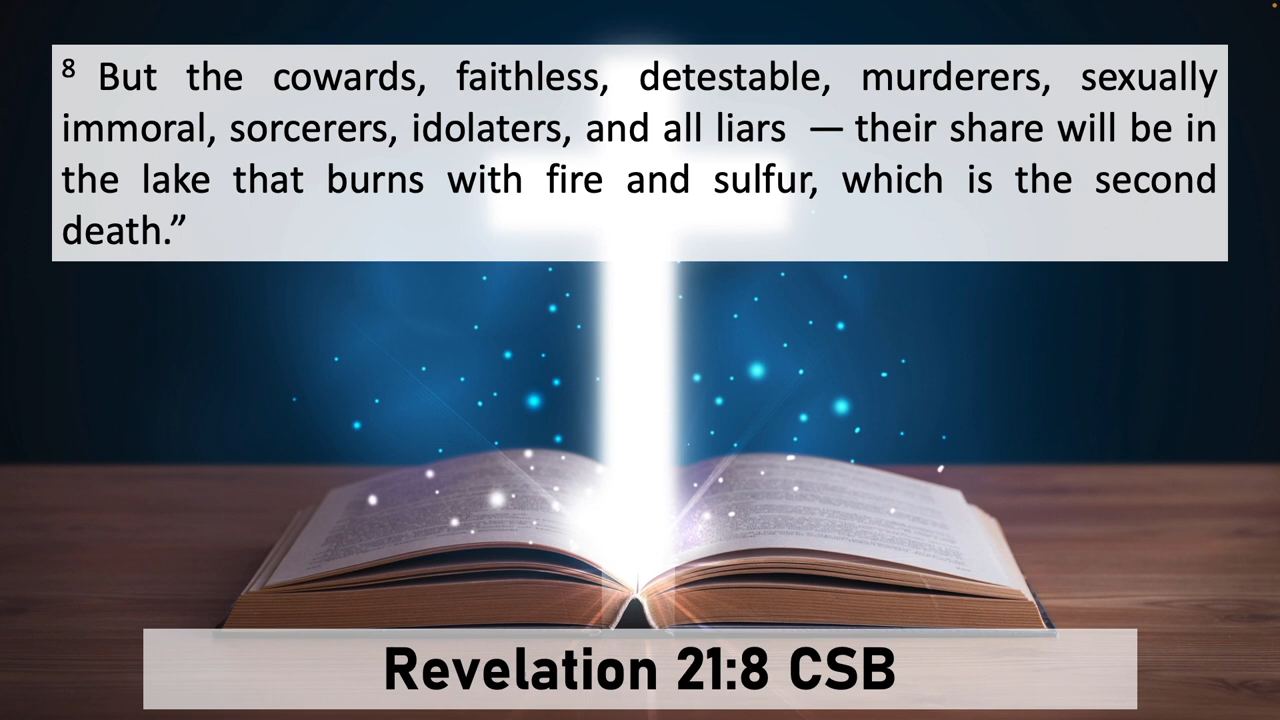 8 But the cowards, faithless, detestable, murderers, sexually
immoral, sorcerers, idolaters, and all liars — their share will be in
the lake that burns with fire and sulfur, which is the second
death.”
Revelation 21:8 CSB